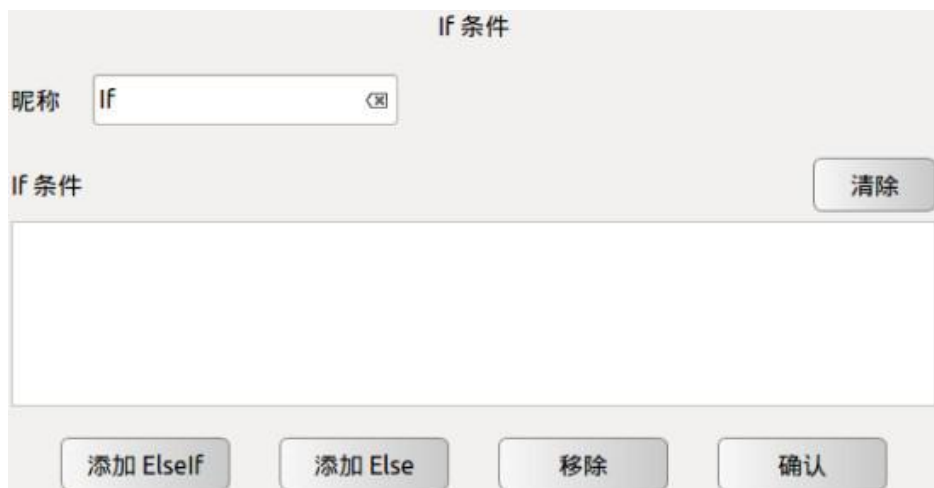 If 条件
昵称 If
If 条件 清除
添加 ElseIf 添加 Else 移除 确认